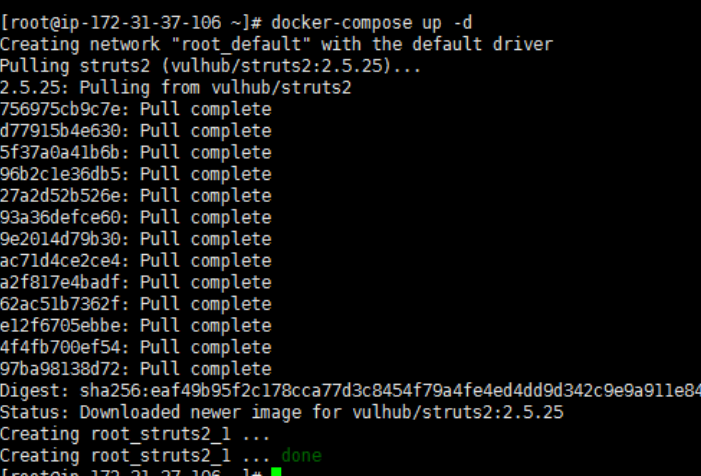 [root@ip-172-31-37-106 ~]# docker-compose up -d
Creating network "root_default" with the default driver
Pulling struts2 (vulhub/struts2:2.5.25)...
2.5.25: Pulling from vulhub/struts2
756975cb9c7e: Pull complete
d77915b4e630: Pull complete
5f37a0a41b6b: Pull complete
96b2c1e36db5: Pull complete
27a2d52b526e: Pull complete
93a36defce60: Pull complete
9e2014d79b30: Pull complete
ac71d4ce2ce4: Pull complete
a2f817e4badf: Pull complete
62ac51b7362f: Pull complete
e12f6705ebbe: Pull complete
4f4fb700ef54: Pull complete
97ba98138d72: Pull complete
Digest: sha256:eaf49b95f2c178cca77d3c8454f79a4fe4ed4dd9d342c9e9a911e84
Status: Downloaded newer image for vulhub/struts2:2.5.25
Creating root_struts2_1 ...
Creating root_struts2_1 ... done
[root@ip-172-31-37-106 ~]#